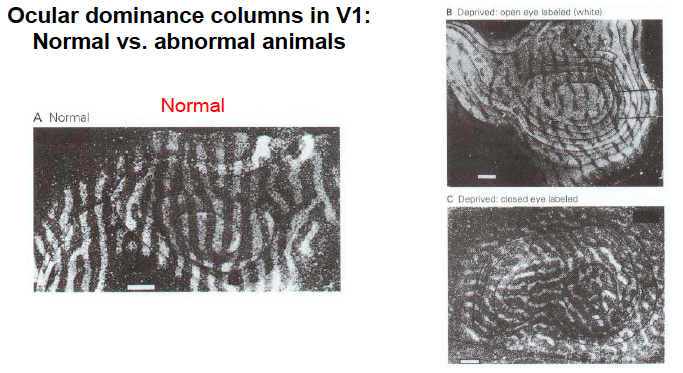 Ocular dominance columns in V1:
Normal vs. abnormal animals
Normal
A Normal
B Deprived: open eye labeled (white)
C Deprived: closed eye labeled